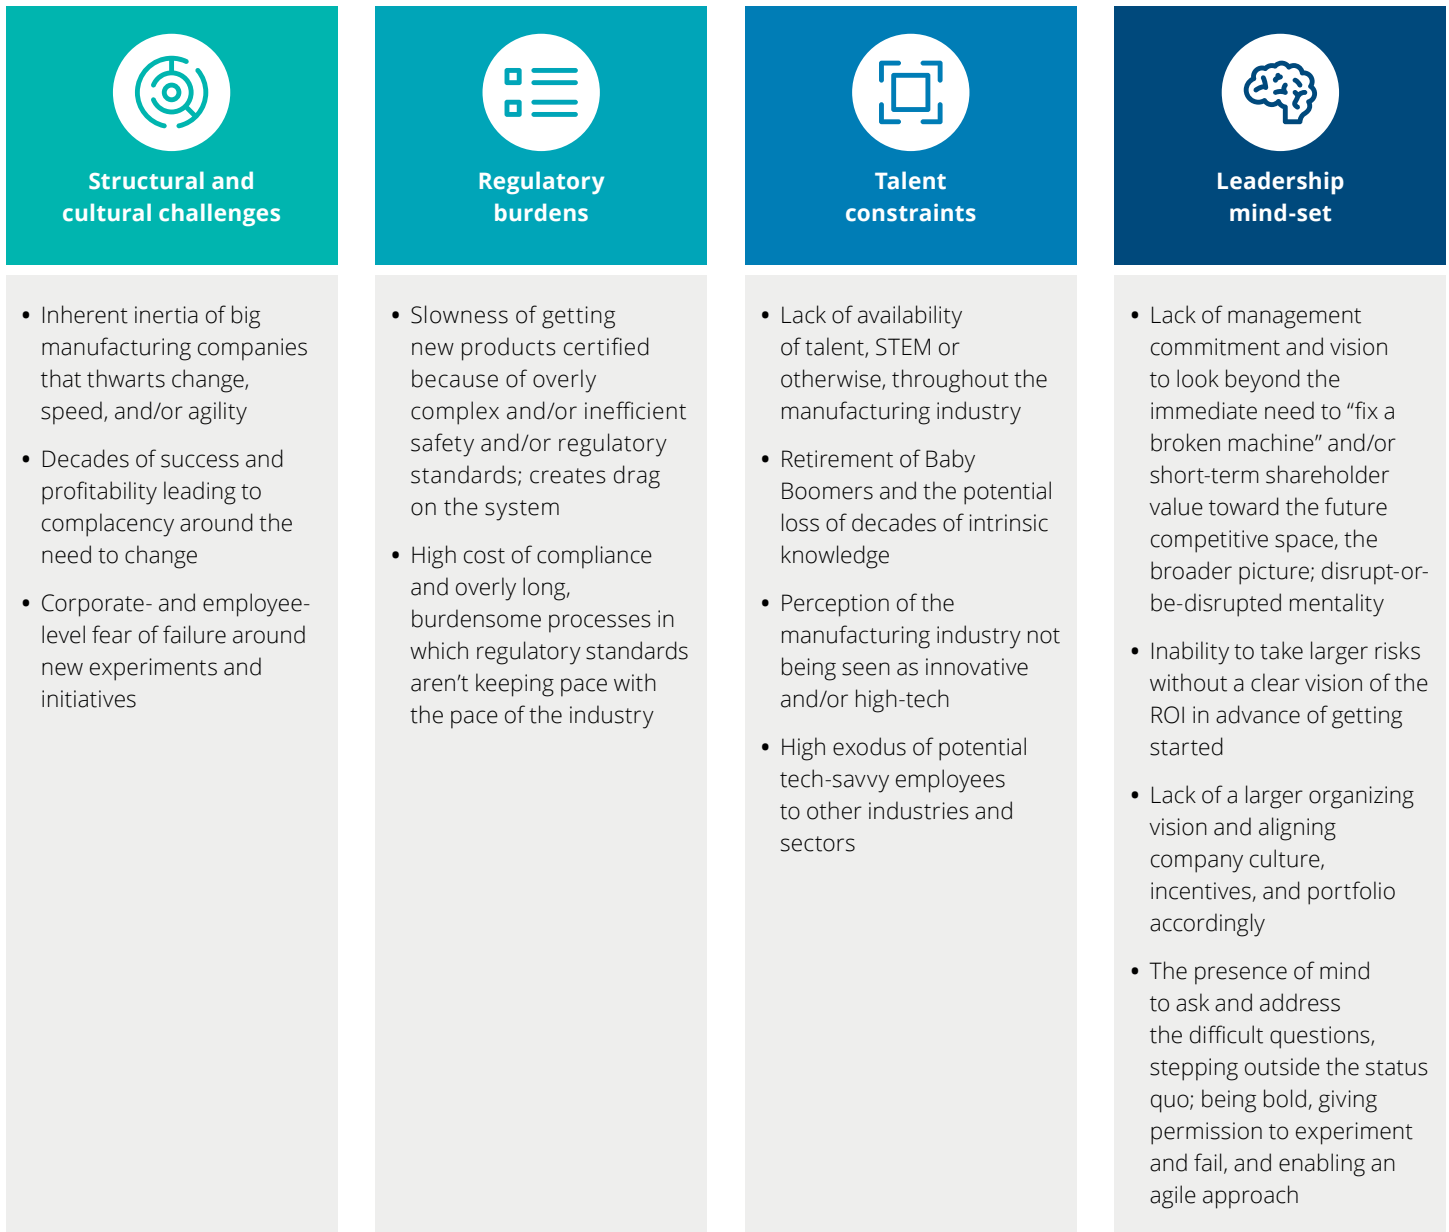 Structural and
cultural challenges
• Inherent inertia of big
manufacturing companies
that thwarts change,
speed, and/or agility
• Decades of success and
profitability leading to
complacency around the
need to change
• Corporate- and employee-
level fear of failure around
new experiments and
initiatives
Regulatory
burdens
• Slowness of getting
new products certified
because of overly
complex and/or inefficient
safety and/or regulatory
standards; creates drag
on the system
• High cost of compliance
and overly long,
burdensome processes in
which regulatory standards
aren’t keeping pace with
the pace of the industry
Talent
constraints
• Lack of availability
of talent, STEM or
otherwise, throughout the
manufacturing industry
• Retirement of Baby
Boomers and the potential
loss of decades of intrinsic
knowledge
• Perception of the
manufacturing industry not
being seen as innovative
and/or high-tech
• High exodus of potential
tech-savvy employees
to other industries and
sectors
Leadership
mind-set
• Lack of management
commitment and vision
to look beyond the
immediate need to “fix a
broken machine” and/or
short-term shareholder
value toward the future
competitive space, the
broader picture; disrupt-or-
be-disrupted mentality
• Inability to take larger risks
without a clear vision of the
ROI in advance of getting
started
• Lack of a larger organizing
vision and aligning
company culture,
incentives, and portfolio
accordingly
• The presence of mind
to ask and address
the difficult questions,
stepping outside the status
quo; being bold, giving
permission to experiment
and fail, and enabling an
agile approach